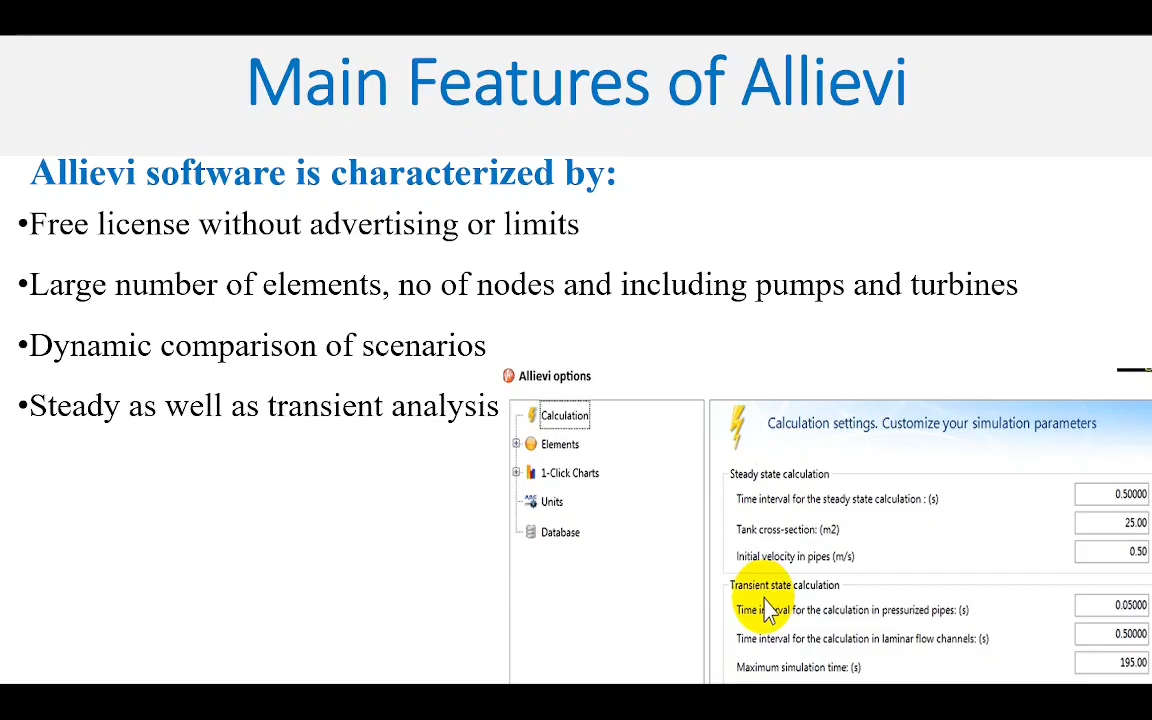 Main Features of Allievi
Allievi software is characterized by:
•Free license without advertising or limits
•Large number of elements, no of nodes and including pumps and turbines
•Dynamic comparison of scenarios
•Steady as well as transient analysis
Allievi options
Calculation
Elements
1-Click Charts
Units
Database
Calculation settings. Customize your simulation parameters
Steady state calculation
Time interval for the steady state calculation : (s) 0.50000
Tank cross-section: (m2) 25.00
Initial velocity in pipes (m/s) 0.50
Transient state calculation
Time interval for the calculation in pressurized pipes: (s) 0.05000
Time interval for the calculation in laminar flow channels: (s) 0.50000
Maximum simulation time: (s) 195.00